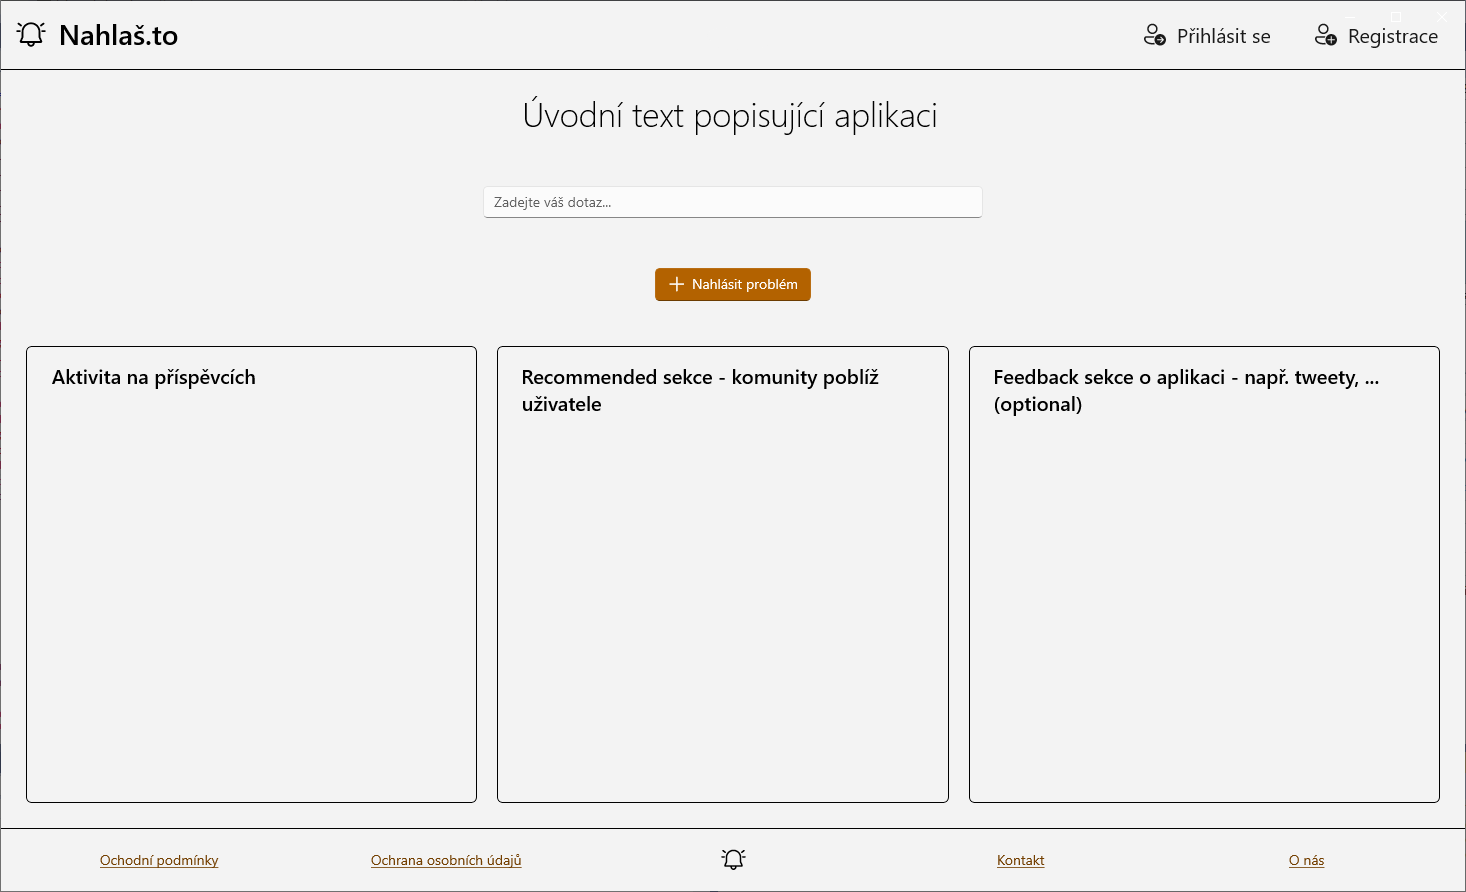 Nahlaš.to
Přihlásit se
Registrace
Úvodní text popisující aplikaci
Zadejte váš dotaz...
Nahlásit problém
Aktivita na příspěvcích
Recommended sekce - komunity poblíž
uživatele
Feedback sekce o aplikaci - např. tweety, ...
(optional)
Ochodní podmínky
Ochrana osobních údajů
Kontakt
O nás